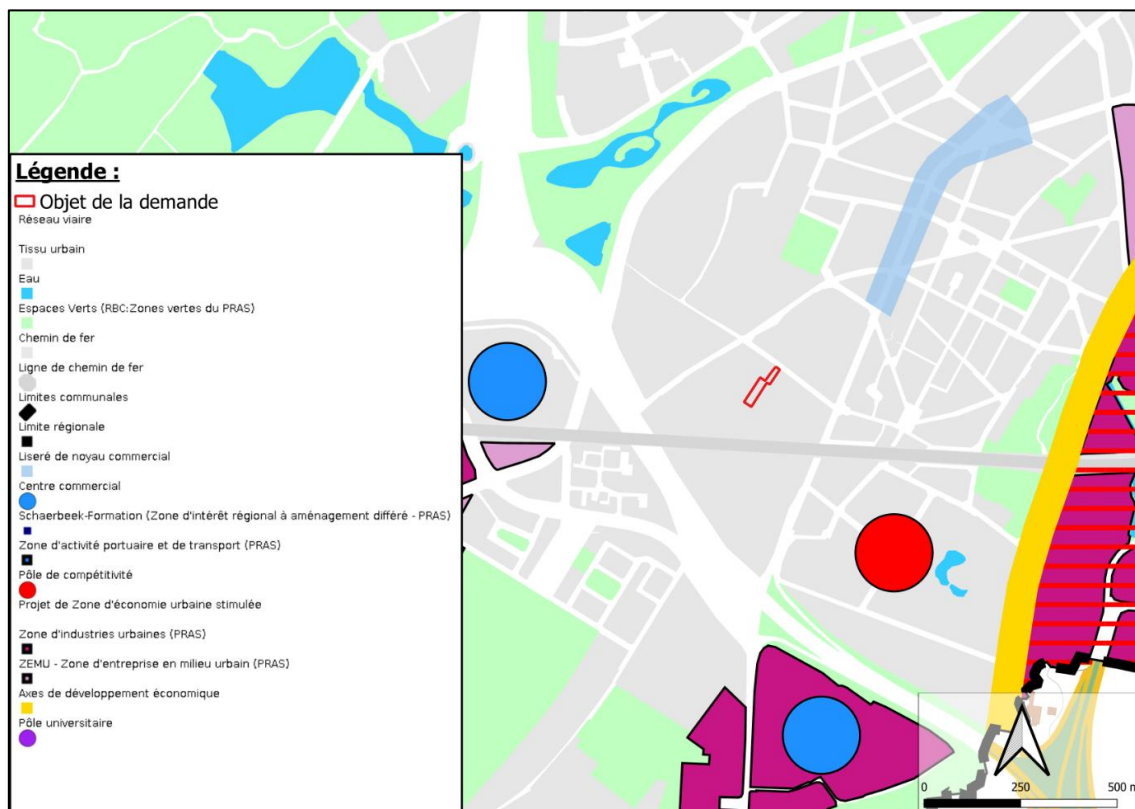 Légende :
Objet de la demande
Réseau viaire
Tissu urbain
Eau
Espaces Verts (RBC:Zones vertes du PRAS)
Chemin de fer
Ligne de chemin de fer
Limites communales
Limite régionale
Liseré de noyau commercial
Centre commercial
Schaerbeek-Formation (Zone d'intérêt régional à aménagement différé - PRAS)
Zone d'activité portuaire et de transport (PRAS)
Pôle de compétitivité
Projet de Zone d'économie urbaine stimulée
Zone d'industries urbaines (PRAS)
ZEMU - Zone d'entreprise en milieu urbain (PRAS)
Axes de développement économique
Pôle universitaire
0 250 500 m